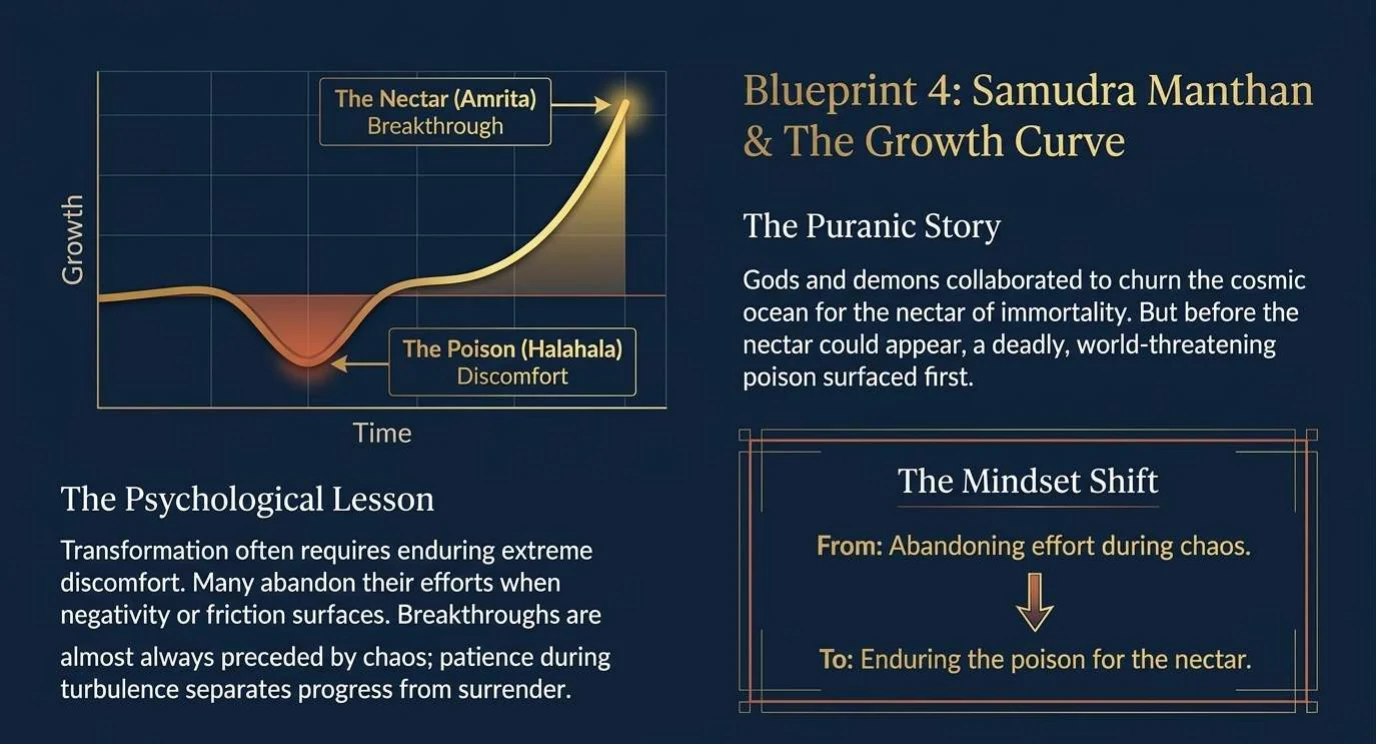 The Nectar (Amrita)
Breakthrough
Growth
The Poison (Halahala)
Discomfort
Time
The Psychological Lesson
Transformation often requires enduring extreme
discomfort. Many abandon their efforts when
negativity or friction surfaces. Breakthroughs are
almost always preceded by chaos; patience during
turbulence separates progress from surrender.
Blueprint 4: Samudra Manthan
& The Growth Curve
The Puranic Story
Gods and demons collaborated to churn the cosmic
ocean for the nectar of immortality. But before the
nectar could appear, a deadly, world-threatening
poison surfaced first.
The Mindset Shift
From: Abandoning effort during chaos.
To: Enduring the poison for the nectar.